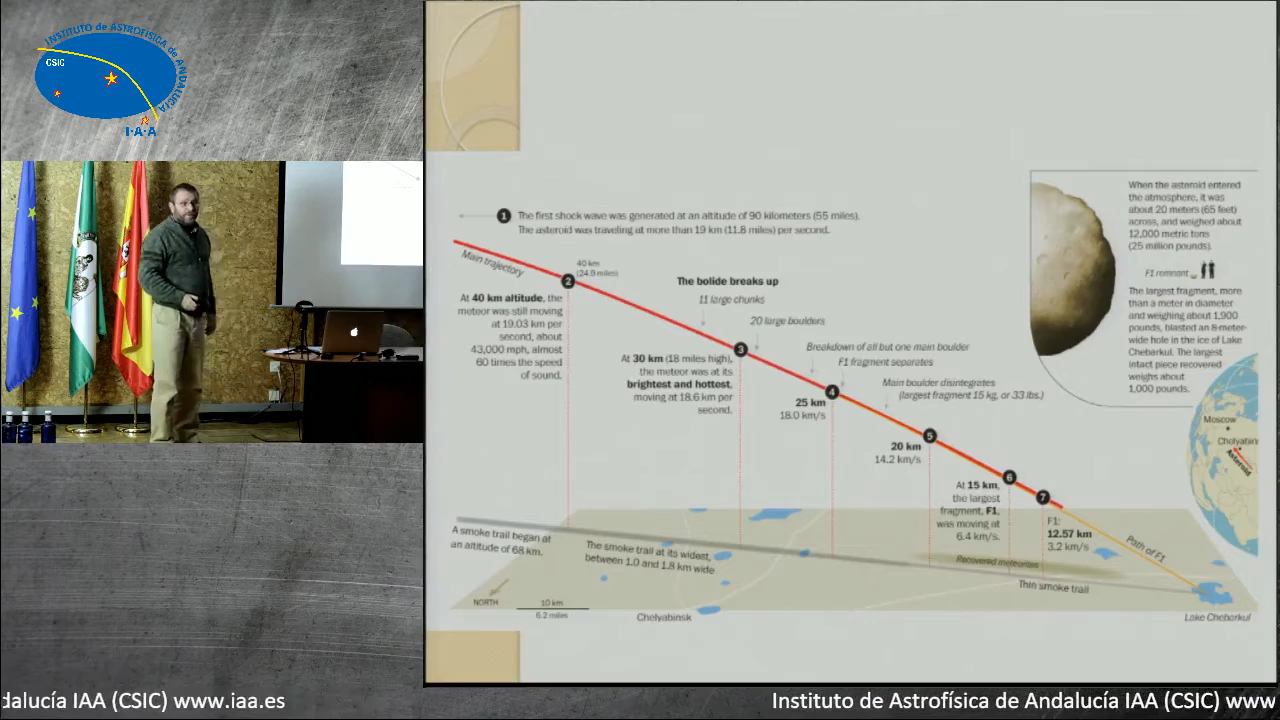 INSTITUTO de ASTROFÍSICA de ANDALUCÍA
CSIC
I·A·A
1 The first shock wave was generated at an altitude of 90 kilometers (55 miles).
The asteroid was traveling at more than 19 km (11.8 miles) per second.
Main trajectory
2
40 km
(24.9 miles)
At 40 km altitude, the
meteor was still moving
at 19.03 km per
second, about
43,000 mph, almost
60 times the speed
of sound.
The bolide breaks up
11 large chunks
20 large boulders
3
At 30 km (18 miles high),
the meteor was at its
brightest and hottest,
moving at 18.6 km per
second.
Breakdown of all but one main boulder
F1 fragment separates
4
25 km
18.0 km/s
Main boulder disintegrates
(largest fragment 15 kg, or 33 lbs.)
5
20 km
14.2 km/s
6
At 15 km,
the largest
fragment, F1,
was moving at
6.4 km/s.
7
F1:
12.57 km
3.2 km/s
Path of F1
Recovered meteorites
Thin smoke trail
Lake Chebarkul
A smoke trail began at
an altitude of 68 km.
The smoke trail at its widest,
between 1.0 and 1.8 km wide
NORTH
10 km
6.2 miles
Chelyabinsk
When the asteroid entered
the atmosphere, it was
about 20 meters (65 feet)
across, and weighed about
12,000 metric tons
(25 million pounds).
F1 remnant
The largest fragment, more
than a meter in diameter
and weighing about 1,900
pounds, blasted an 8-meter-
wide hole in the ice of Lake
Chebarkul. The largest
intact piece recovered
weighs about
1,000 pounds.
Moscow
Chelyabin
Asteroid
dalucía IAA (CSIC) www.iaa.es
Instituto de Astrofísica de Andalucía IAA (CSIC) www